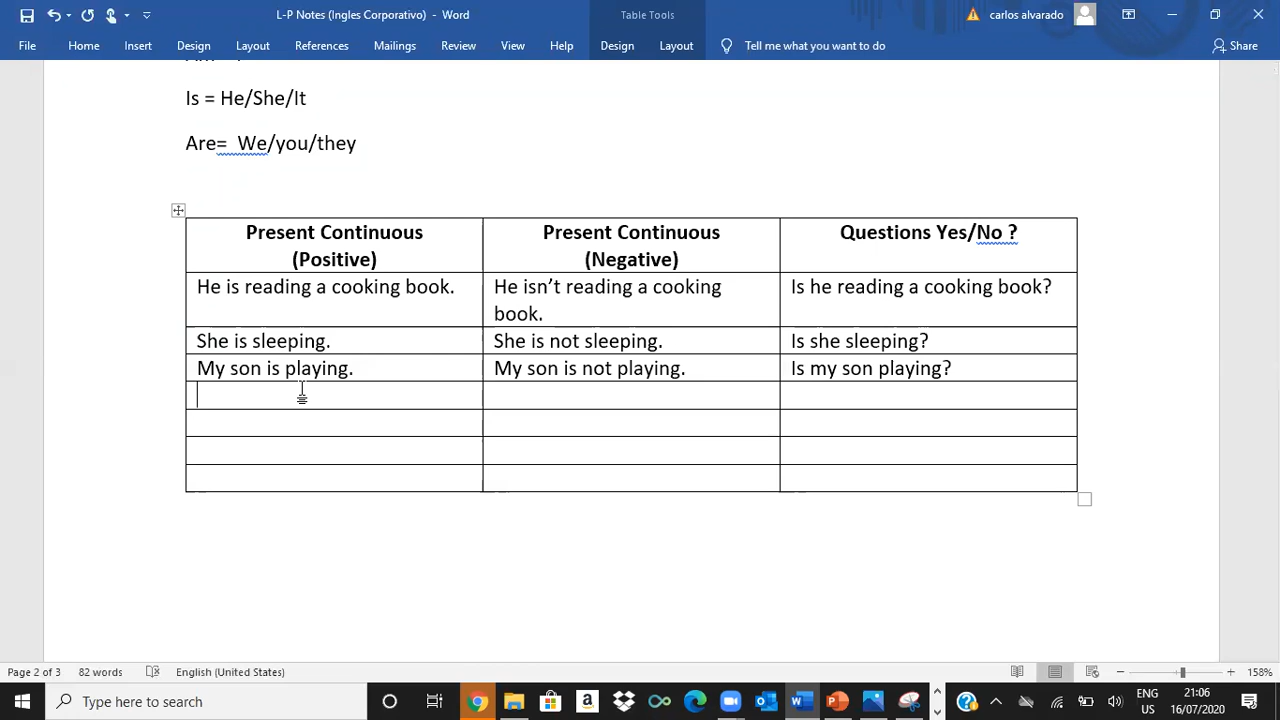 L-P Notes (Ingles Corporativo) - Word
Table Tools
carlos alvarado
File Home Insert Design Layout References Mailings Review View Help Design Layout Tell me what you want to do Share
Is = He/She/It
Are= We/you/they
Present Continuous
(Positive)
Present Continuous
(Negative)
Questions Yes/No ?
He is reading a cooking book.
He isn't reading a cooking
book.
Is he reading a cooking book?
She is sleeping.
She is not sleeping.
Is she sleeping?
My son is playing.
My son is not playing.
Is my son playing?
Page 2 of 3 82 words English (United States) 158%
Type here to search
ENG
US
21:06
16/07/2020